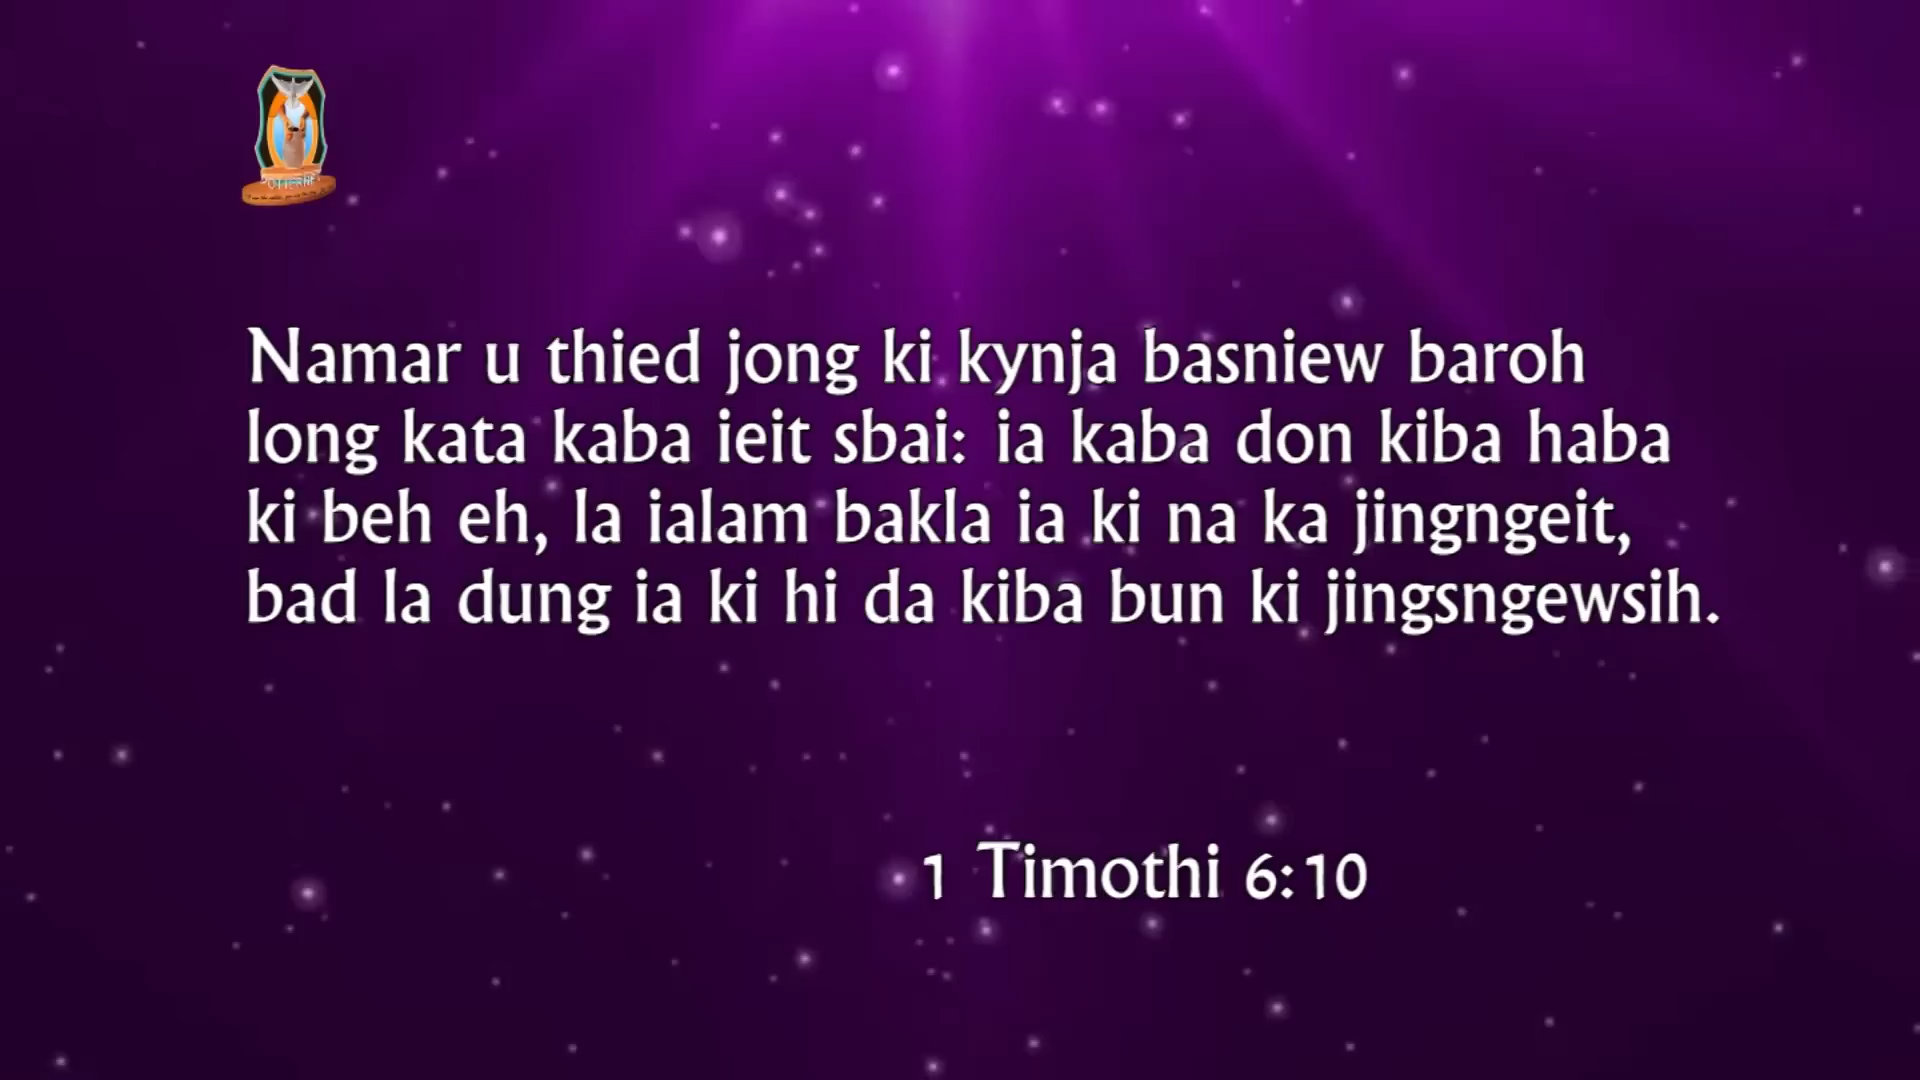 Namar u thied jong ki kynja basniew baroh
long kata kaba ieit sbai: ia kaba don kiba haba
ki beh eh, la ialam bakla ia ki na ka jingngeit,
bad la dung ia ki hi da kiba bun ki jingsngewsih.
1 Timothi 6:10